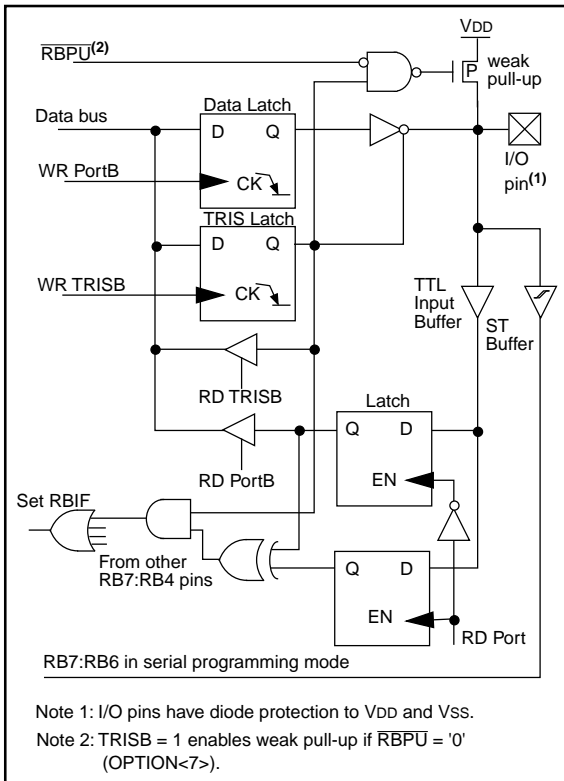 VDD
RBPU(2)
P
weak
pull-up
Data Latch
Data bus
D
Q
WR PortB
CK
I/O
pin(1)
TRIS Latch
D
Q
WR TRISB
CK
TTL
Input
Buffer
ST
Buffer
RD TRISB
Latch
Q
D
RD PortB
EN
Set RBIF
From other
RB7:RB4 pins
Q
D
EN
RD Port
RB7:RB6 in serial programming mode
Note 1: I/O pins have diode protection to VDD and VSS.
Note 2: TRISB = 1 enables weak pull-up if RBPU = '0'
(OPTION<7>).